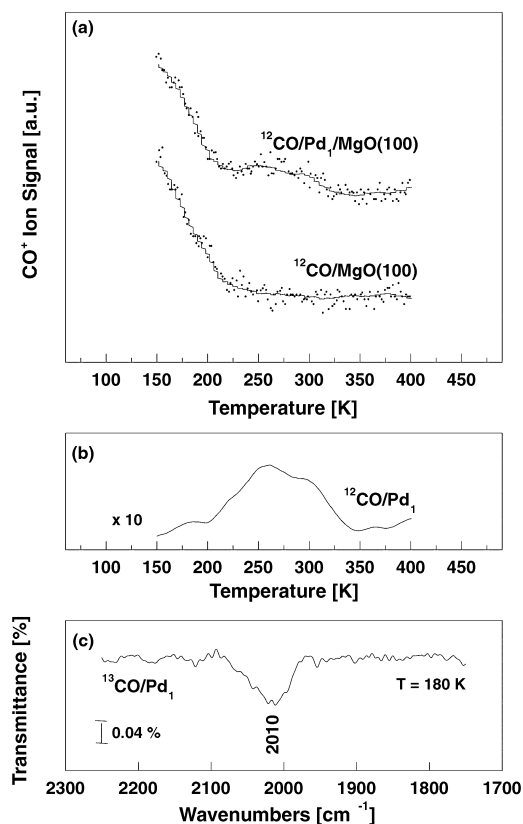 (a)
CO⁺ Ion Signal [a.u.]
¹²CO/Pd₁/MgO(100)
¹²CO/MgO(100)
100 150 200 250 300 350 400 450
Temperature [K]
(b)
¹²CO/Pd₁
x 10
100 150 200 250 300 350 400 450
Temperature [K]
Transmittance [%]
(c)
¹³CO/Pd₁
T = 180 K
0.04 %
2010
2300 2200 2100 2000 1900 1800 1700
Wavenumbers [cm ⁻¹]